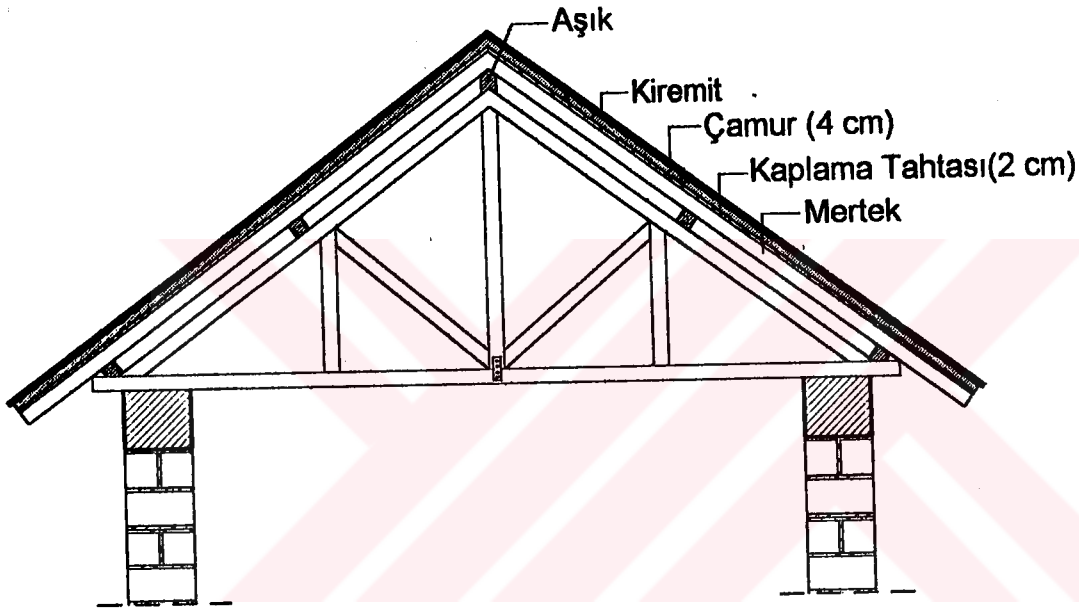 Aşık
Kiremit
Çamur (4 cm)
Kaplama Tahtası(2 cm)
Mertek